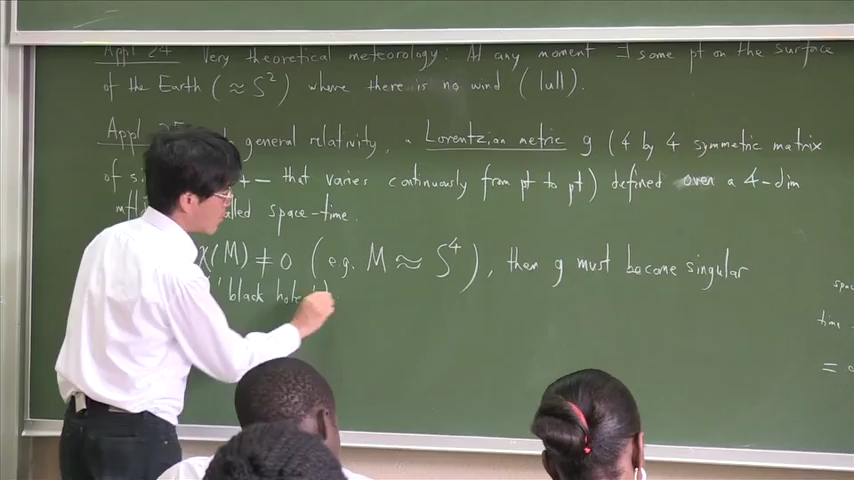 Appl 24 Very theoretical meteorology. At any moment ∃ some pt on the surface
of the Earth (≈ S²) where there is no wind (lull).
Appl general relativity, a Lorentzian metric g (4 by 4 symmetric matrix
of + − that varies continuously from pt to pt) defined over a 4-dim
mfld called space-time.
χ(M) ≠ 0 (e.g. M ≈ S⁴), then g must become singular
'black hole
time
=